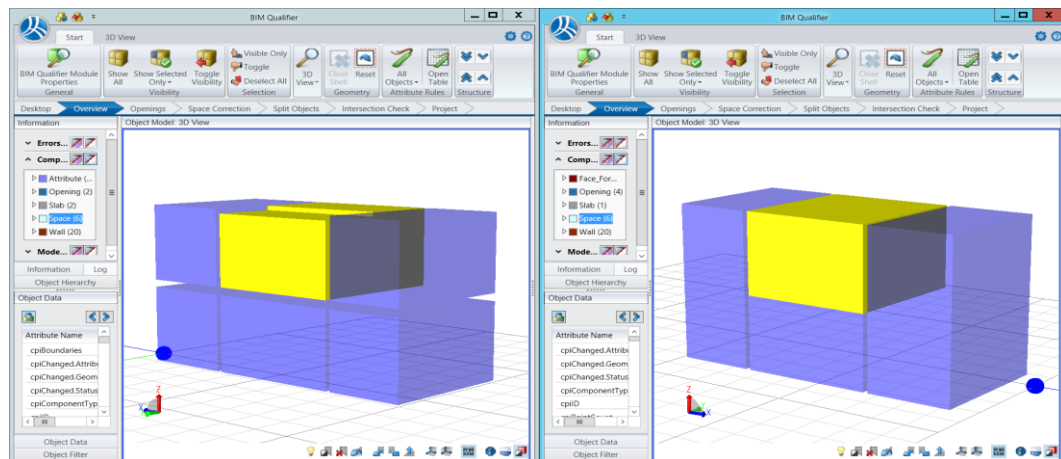 BIM Qualifier
Start 3D View
BIM Qualifier Module Properties
Show All
Show Selected Only
Toggle Visibility
Visible Only
Toggle
Deselect All
3D View
Close Shell
Reset
All Objects
Open Table
General
Visibility
Selection
Geometry
Attribute Rules
Structure
Desktop Overview Openings Space Correction Split Objects Intersection Check Project
Information
Object Model: 3D View
Errors...
Comp...
Attribute (...
Opening (2)
Slab (2)
Space (6)
Wall (20)
Mode...
Information Log
Object Hierarchy
Object Data
Attribute Name
cpiBoundaries
cpiChanged.Attribu
cpiChanged.Geom
cpiChanged.Status
cpiComponentTyp
Object Data
Object Filter
Z
X
BIM Qualifier
Start 3D View
BIM Qualifier Module Properties
Show All
Show Selected Only
Toggle Visibility
Visible Only
Toggle
Deselect All
3D View
Close Shell
Reset
All Objects
Open Table
General
Visibility
Selection
Geometry
Attribute Rules
Structure
Desktop Overview Openings Space Correction Split Objects Intersection Check Project
Information
Object Model: 3D View
Errors...
Comp...
Face_For...
Opening (4)
Slab (1)
Space (6)
Wall (20)
Mode...
Information Log
Object Hierarchy
Object Data
Attribute Name
cpiChanged.Attribu
cpiChanged.Geom
cpiChanged.Status
cpiComponentTyp
cpiID
Object Data
Object Filter
Z
X